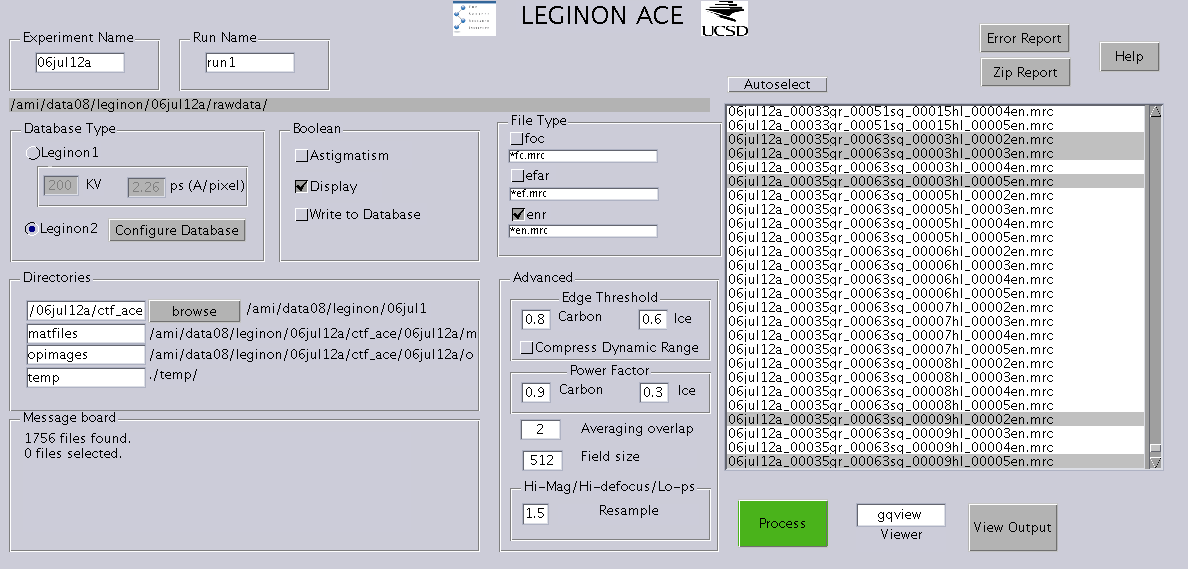 LEGINON ACE
UCSD
Experiment Name
06jul12a
Run Name
run1
Error Report
Zip Report
Help
/ami/data08/leginon/06jul12a/rawdata/
Database Type
Leginon1
200 KV 2.26 ps (A/pixel)
Leginon2 Configure Database
Boolean
Astigmatism
Display
Write to Database
File Type
foc
*fc.mrc
efar
*ef.mrc
enr
*en.mrc
Directories
/06jul12a/ctf_ace browse /ami/data08/leginon/06jul1
matfiles /ami/data08/leginon/06jul12a/ctf_ace/06jul12a/m
opimages /ami/data08/leginon/06jul12a/ctf_ace/06jul12a/o
temp ./temp/
Message board
1756 files found.
0 files selected.
Advanced
Edge Threshold
0.8 Carbon 0.6 Ice
Compress Dynamic Range
Power Factor
0.9 Carbon 0.3 Ice
2 Averaging overlap
512 Field size
Hi-Mag/Hi-defocus/Lo-ps
1.5 Resample
Autoselect
06jul12a_00033gr_00051sq_00015hl_00004en.mrc
06jul12a_00033gr_00051sq_00015hl_00005en.mrc
06jul12a_00035gr_00063sq_00003hl_00002en.mrc
06jul12a_00035gr_00063sq_00003hl_00003en.mrc
06jul12a_00035gr_00063sq_00003hl_00004en.mrc
06jul12a_00035gr_00063sq_00003hl_00005en.mrc
06jul12a_00035gr_00063sq_00005hl_00002en.mrc
06jul12a_00035gr_00063sq_00005hl_00003en.mrc
06jul12a_00035gr_00063sq_00005hl_00004en.mrc
06jul12a_00035gr_00063sq_00005hl_00005en.mrc
06jul12a_00035gr_00063sq_00006hl_00002en.mrc
06jul12a_00035gr_00063sq_00006hl_00003en.mrc
06jul12a_00035gr_00063sq_00006hl_00004en.mrc
06jul12a_00035gr_00063sq_00006hl_00005en.mrc
06jul12a_00035gr_00063sq_00007hl_00002en.mrc
06jul12a_00035gr_00063sq_00007hl_00003en.mrc
06jul12a_00035gr_00063sq_00007hl_00004en.mrc
06jul12a_00035gr_00063sq_00007hl_00005en.mrc
06jul12a_00035gr_00063sq_00008hl_00002en.mrc
06jul12a_00035gr_00063sq_00008hl_00003en.mrc
06jul12a_00035gr_00063sq_00008hl_00004en.mrc
06jul12a_00035gr_00063sq_00008hl_00005en.mrc
06jul12a_00035gr_00063sq_00009hl_00002en.mrc
06jul12a_00035gr_00063sq_00009hl_00003en.mrc
06jul12a_00035gr_00063sq_00009hl_00004en.mrc
06jul12a_00035gr_00063sq_00009hl_00005en.mrc
Process
gqview
Viewer
View Output